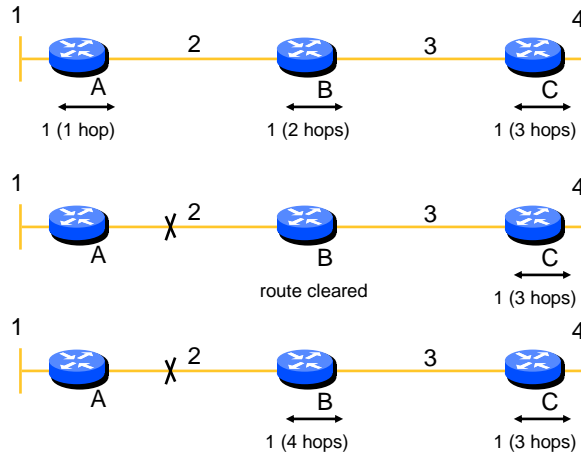 1 2 3 4
A B C
1 (1 hop) 1 (2 hops) 1 (3 hops)
1 2 3 4
A B C
route cleared 1 (3 hops)
1 2 3 4
A B C
1 (4 hops) 1 (3 hops)